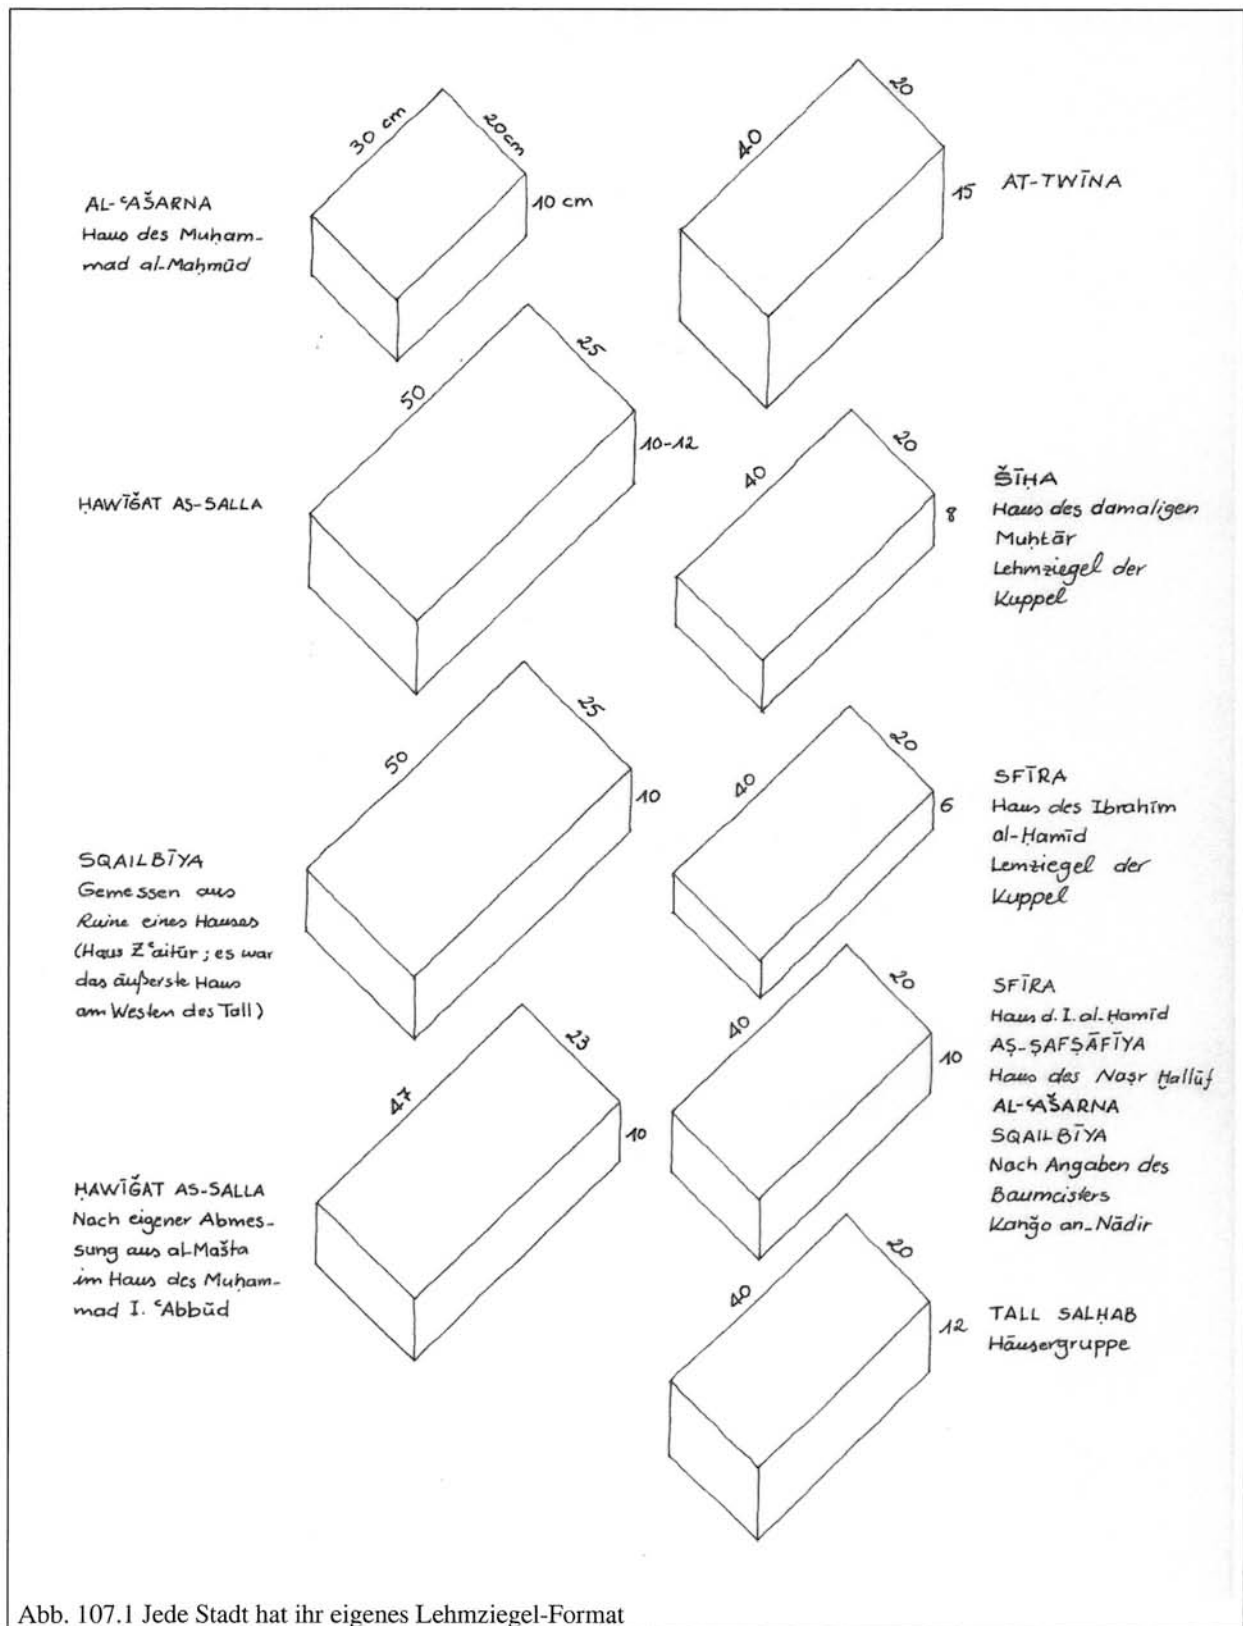 30 cm
20cm
10 cm
AL-ʿAŠARNA
Haus des Muḥam-
mad al-Maḥmūd
40
20
15
AT-TWĪNA
50
25
10-12
ḤAWĪǦAT AS-SALLA
40
20
8
ŠĪḤA
Haus des damaligen
Muḫtār
Lehmziegel der
Kuppel
50
25
10
SQAILBĪYA
Gemessen aus
Ruine eines Hauses
(Haus Zʿaitūr; es war
das äußerste Haus
am Westen des Tall)
40
20
6
SFĪRA
Haus des Ibrahīm
al-Ḥamīd
Lemziegel der
Kuppel
47
23
10
ḤAWĪǦAT AS-SALLA
Nach eigener Abmes-
sung aus al-Mašta
im Haus des Muḥam-
mad I. ʿAbbūd
40
20
10
SFĪRA
Haus d. I. al-Ḥamīd
AṢ-ṢAFṢĀFĪYA
Haus des Naṣr Ḫallūf
AL-ʿAŠARNA
SQAILBĪYA
Nach Angaben des
Baumeisters
Kanǧo an-Nādir
40
20
12
TALL SALḤAB
Häusergruppe
Abb. 107.1 Jede Stadt hat ihr eigenes Lehmziegel-Format